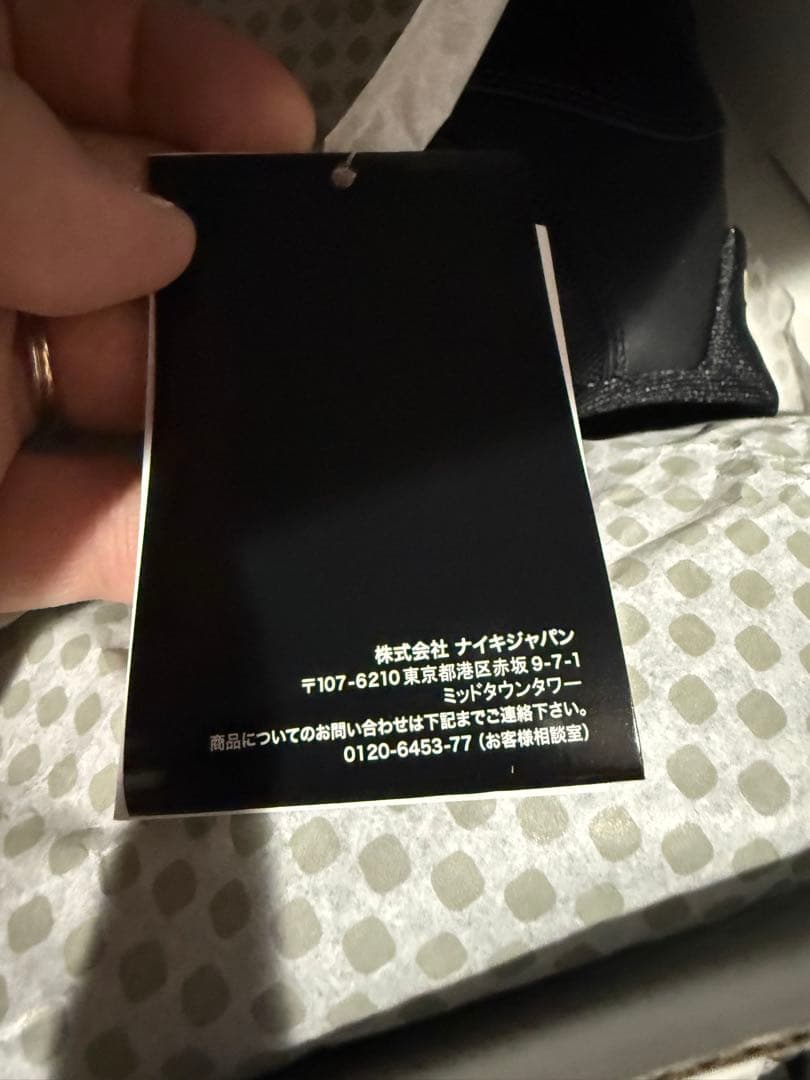 株式会社 ナイキジャパン
〒107-6210 東京都港区赤坂 9-7-1
ミッドタウンタワー
商品についてのお問い合わせは下記までご連絡下さい。
0120-6453-77 (お客様相談室)